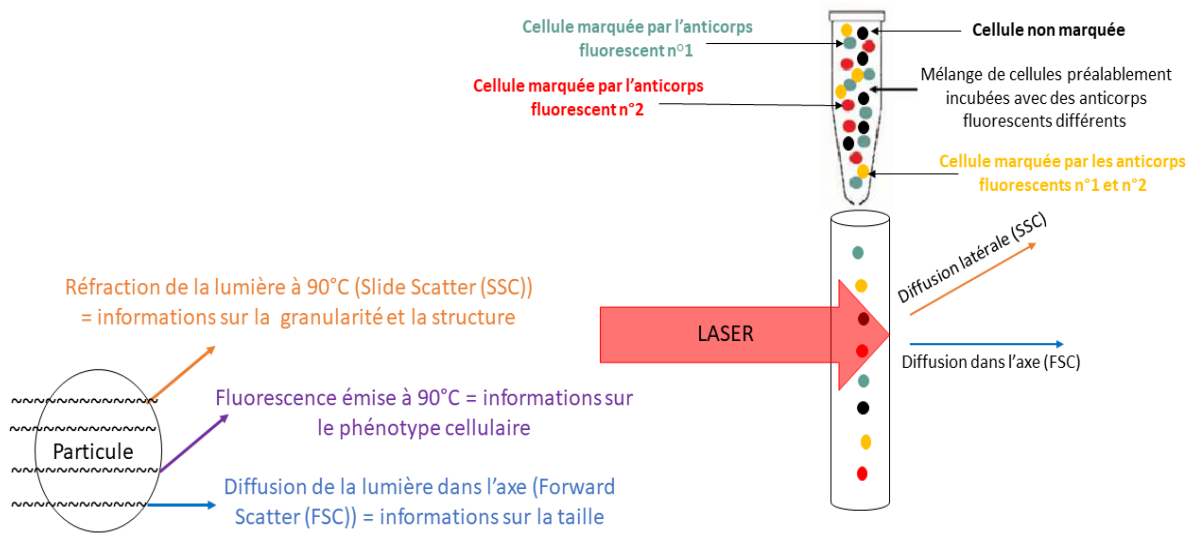 Cellule marquée par l'anticorps
fluorescent n°1
Cellule marquée par l'anticorps
fluorescent n°2
Cellule non marquée
Mélange de cellules préalablement
incubées avec des anticorps
fluorescents différents
Cellule marquée par les anticorps
fluorescents n°1 et n°2
LASER
Diffusion latérale (SSC)
Diffusion dans l'axe (FSC)
Réfraction de la lumière à 90°C (Slide Scatter (SSC))
= informations sur la granularité et la structure
Fluorescence émise à 90°C = informations sur
le phénotype cellulaire
Particule
Diffusion de la lumière dans l'axe (Forward
Scatter (FSC)) = informations sur la taille